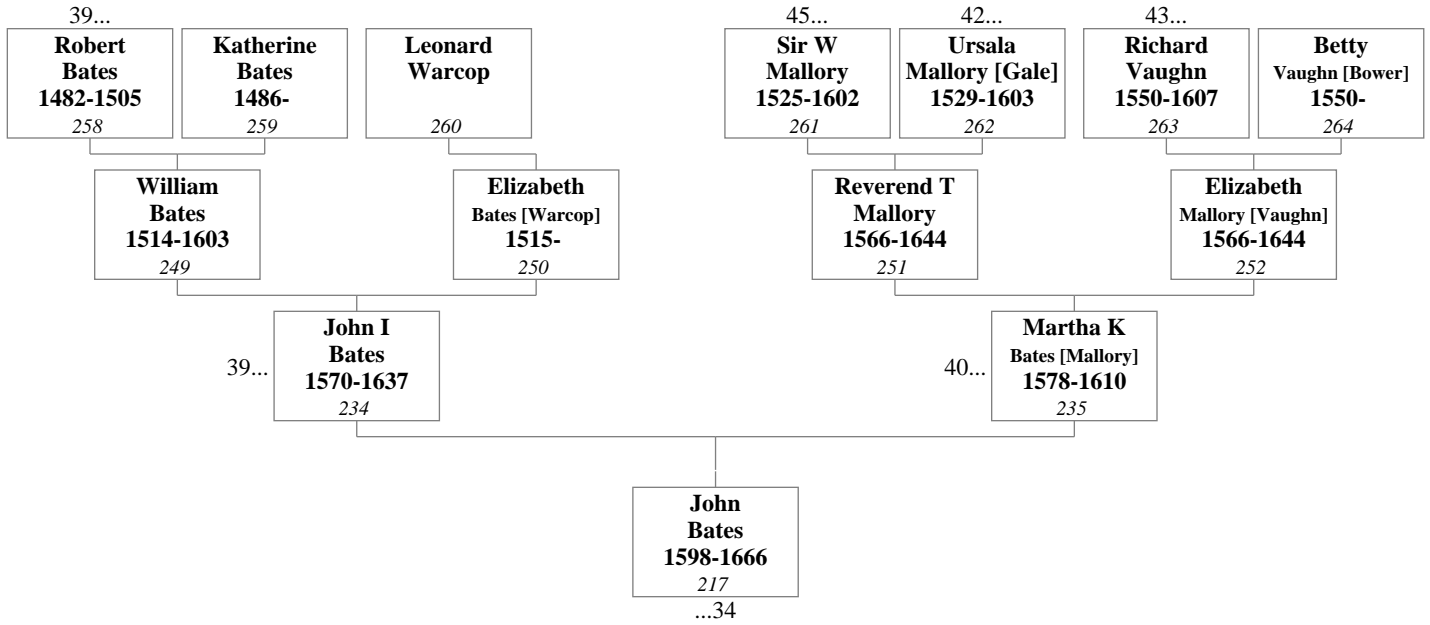 39...
Robert
Bates
1482-1505
258
Katherine
Bates
1486-
259
Leonard
Warcop
260
45...
Sir W
Mallory
1525-1602
261
42...
Ursala
Mallory [Gale]
1529-1603
262
43...
Richard
Vaughn
1550-1607
263
Betty
Vaughn [Bower]
1550-
264
William
Bates
1514-1603
249
Elizabeth
Bates [Warcop]
1515-
250
Reverend T
Mallory
1566-1644
251
Elizabeth
Mallory [Vaughn]
1566-1644
252
39...
John I
Bates
1570-1637
234
40...
Martha K
Bates [Mallory]
1578-1610
235
John
Bates
1598-1666
217
...34